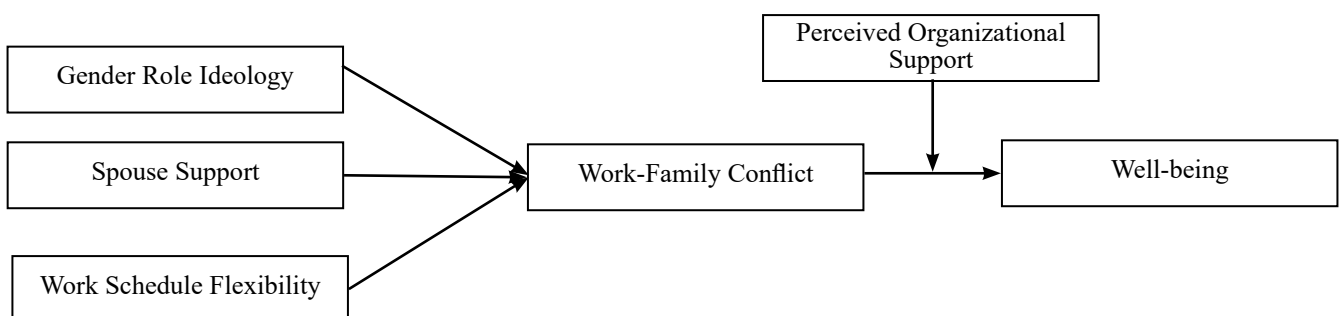 Perceived Organizational
Support
Gender Role Ideology
Spouse Support
Work-Family Conflict
Well-being
Work Schedule Flexibility